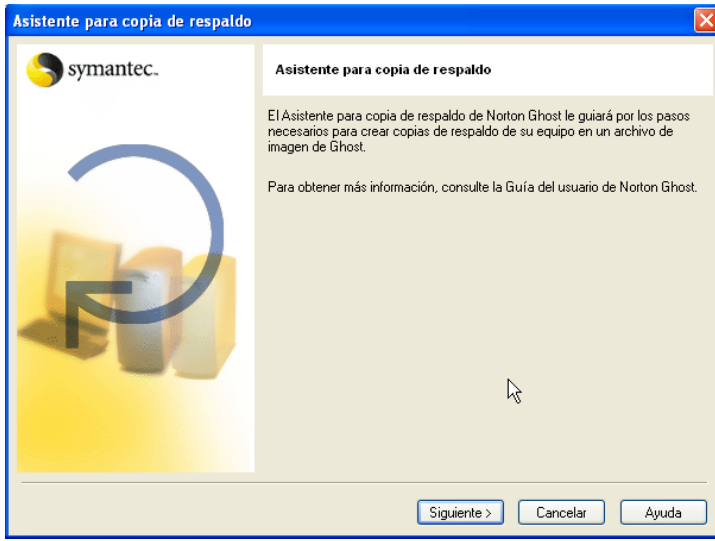 Asistente para copia de respaldo
symantec.
Asistente para copia de respaldo
El Asistente para copia de respaldo de Norton Ghost le guiará por los pasos
necesarios para crear copias de respaldo de su equipo en un archivo de
imagen de Ghost.
Para obtener más información, consulte la Guía del usuario de Norton Ghost.
Siguiente >
Cancelar
Ayuda